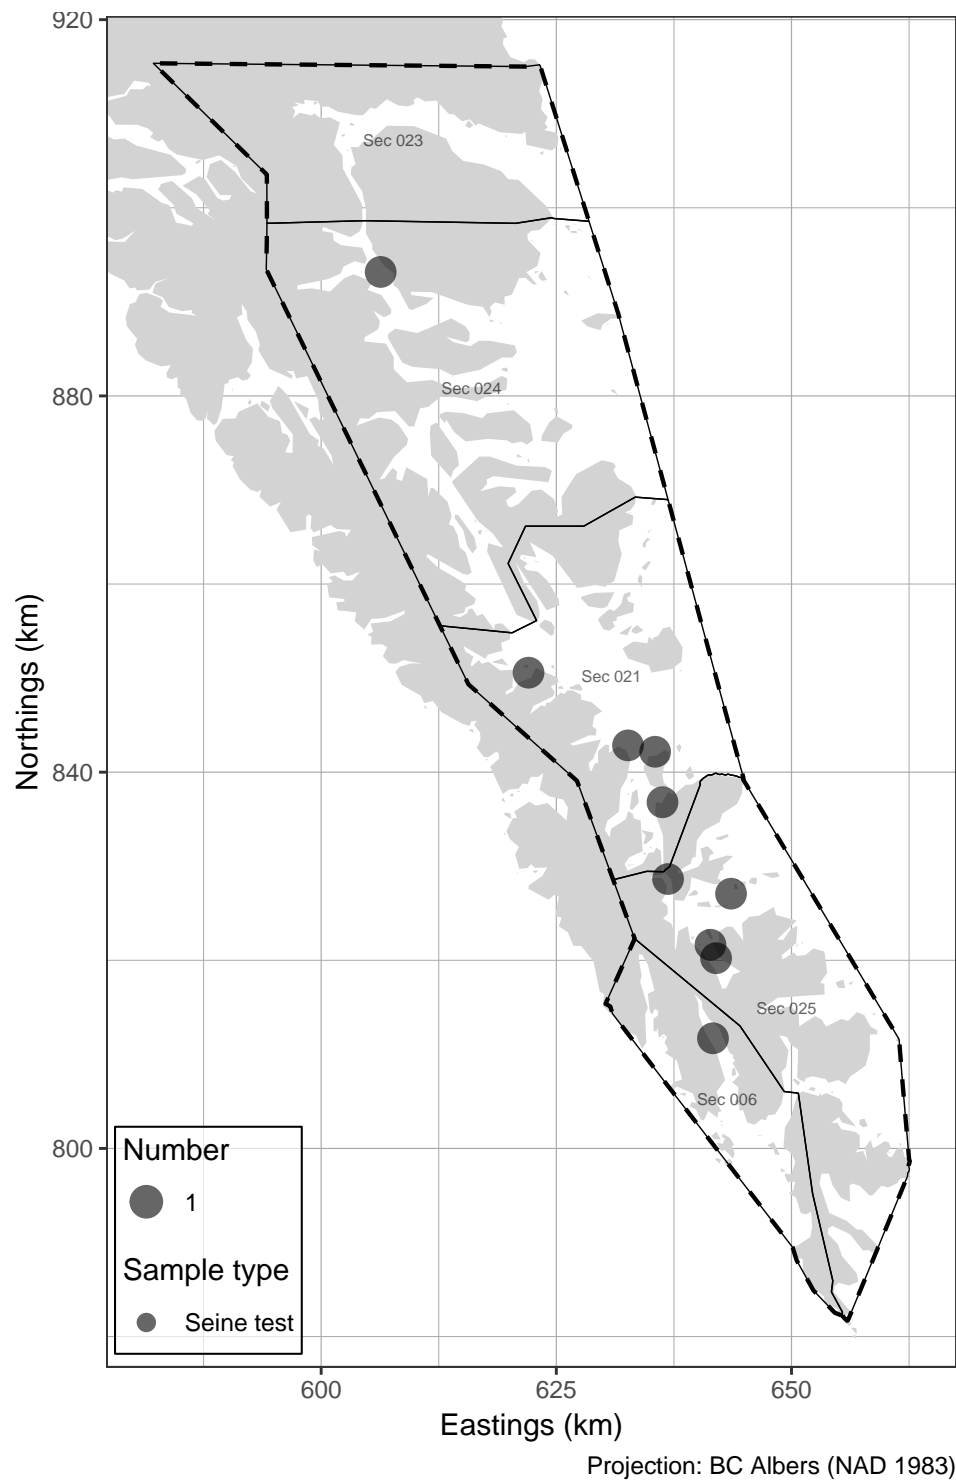 920
Sec 023
880
Sec 024
Northings (km)
Sec 021
840
Sec 025
Sec 006
800
Number
1
Sample type
Seine test
600
625
650
Eastings (km)
Projection: BC Albers (NAD 1983)